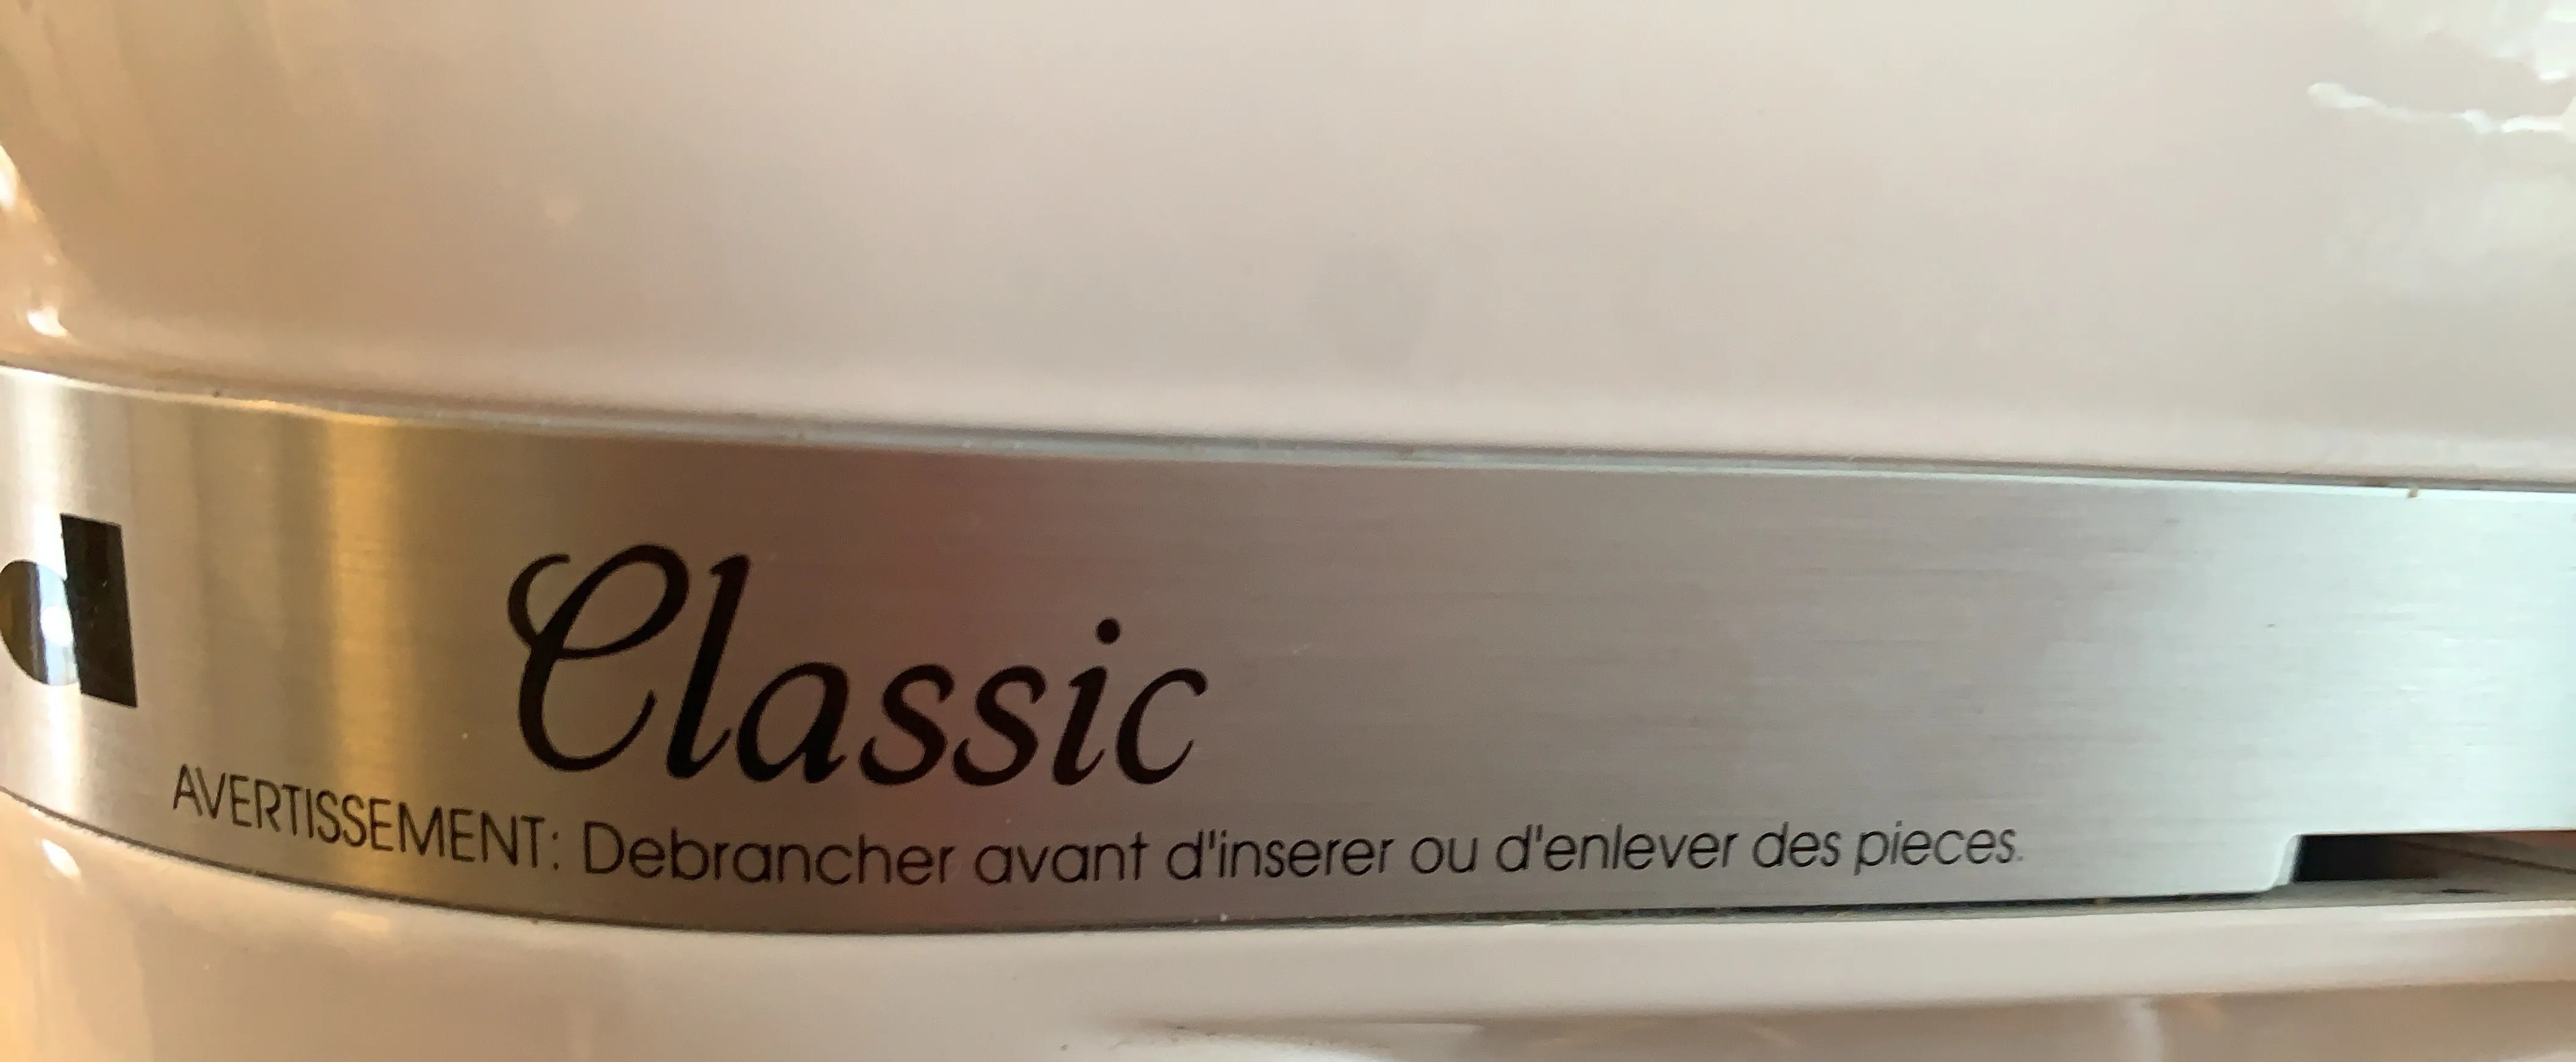 d
Classic
AVERTISSEMENT: Debrancher avant d'inserer ou d'enlever des pieces.